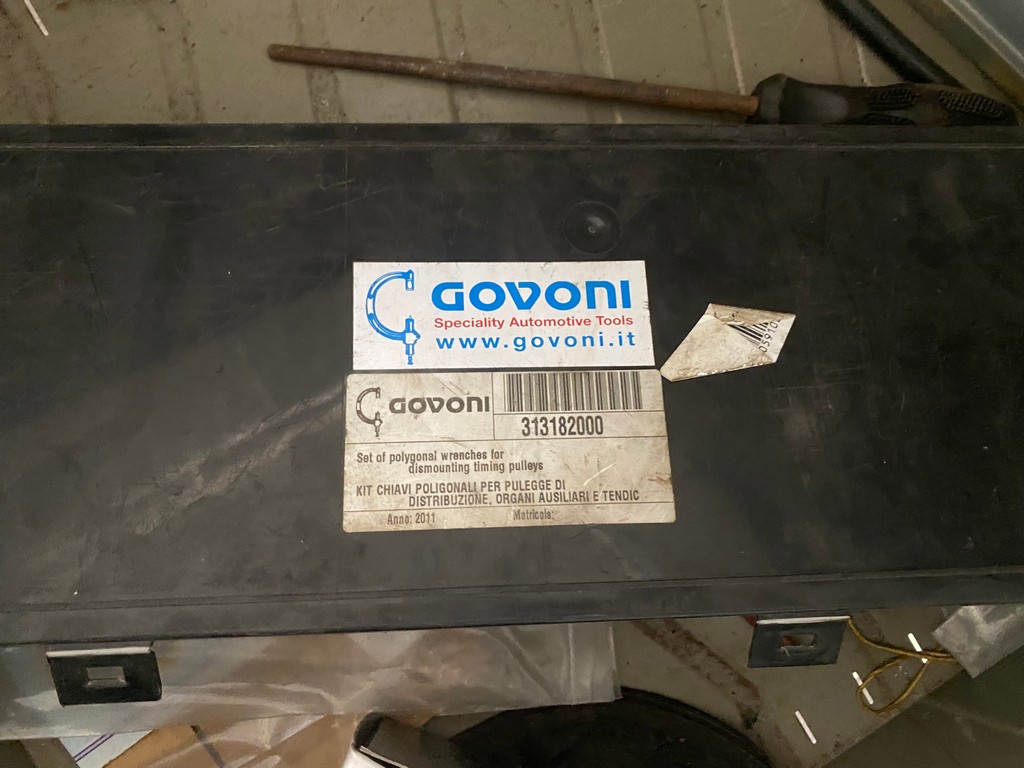 GOVONI
Speciality Automotive Tools
www.govoni.it
GOVONI
313182000
Set of polygonal wrenches for
dismounting timing pulleys
KIT CHIAVI POLIGONALI PER PULEGGE DI
DISTRIBUZIONE, ORGANI AUSILIARI E TENDIC
Anno: 2011 Matricola: